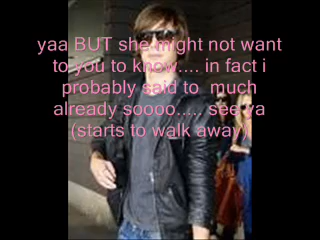 yaa BUT she might not want
to you to know.... in fact i
probably said to much
already soooo..... see ya
(starts to walk away)